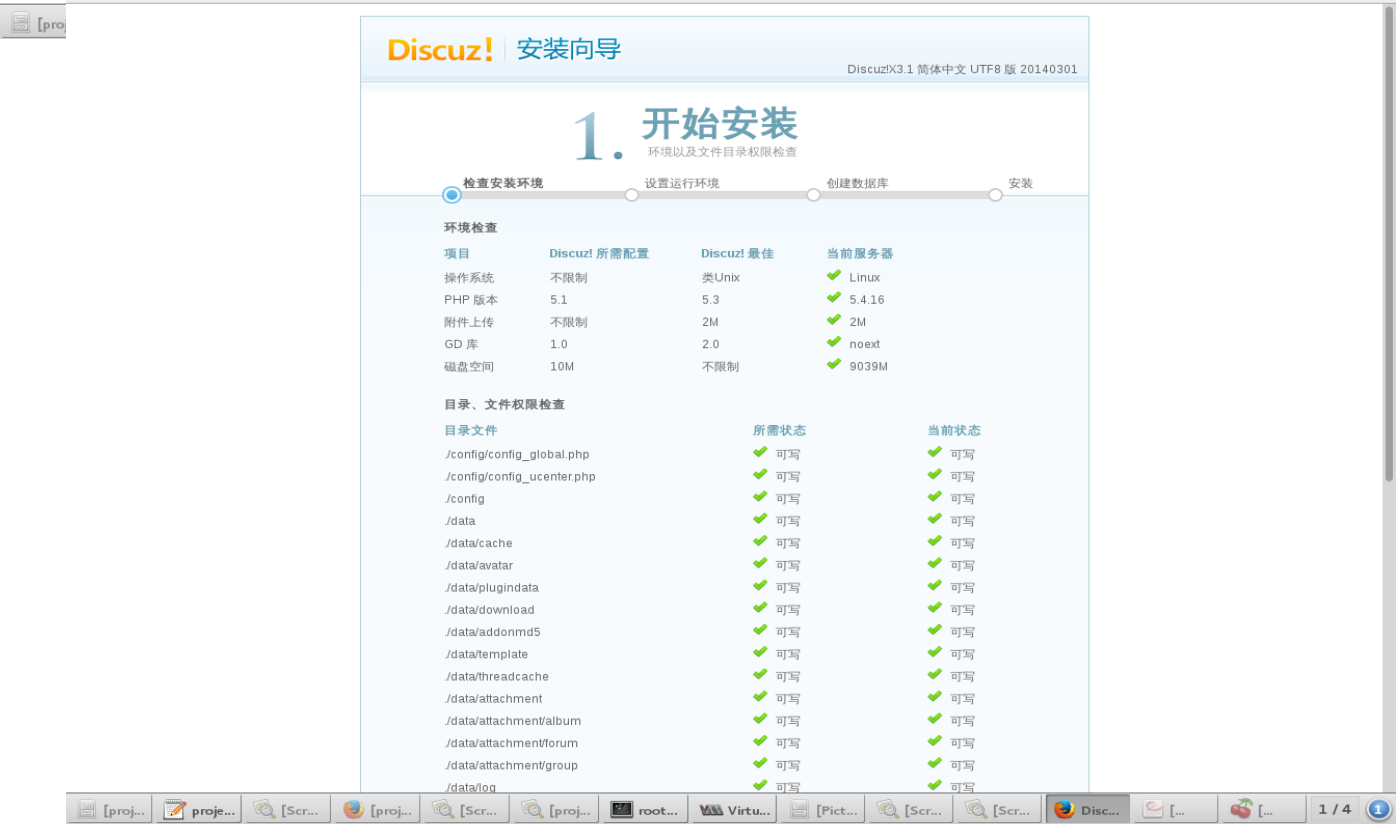 [proj
Discuz! 安装向导
Discuz!X3.1 简体中文 UTF8 版 20140301
1. 开始安装
环境以及文件目录权限检查
检查安装环境 设置运行环境 创建数据库 安装
环境检查
项目 Discuz! 所需配置 Discuz! 最佳 当前服务器
操作系统 不限制 类Unix Linux
PHP 版本 5.1 5.3 5.4.16
附件上传 不限制 2M 2M
GD 库 1.0 2.0 noext
磁盘空间 10M 不限制 9039M
目录、文件权限检查
目录文件 所需状态 当前状态
./config/config_global.php 可写 可写
./config/config_ucenter.php 可写 可写
./config 可写 可写
./data 可写 可写
./data/cache 可写 可写
./data/avatar 可写 可写
./data/plugindata 可写 可写
./data/download 可写 可写
./data/addonmd5 可写 可写
./data/template 可写 可写
./data/threadcache 可写 可写
./data/attachment 可写 可写
./data/attachment/album 可写 可写
./data/attachment/forum 可写 可写
./data/attachment/group 可写 可写
./data/log 可写 可写
[proj... proje... [Scr... [proj... [Scr... [proj... root... Virtu... [Pict... [Scr... [Scr... Disc... [... [... 1 / 4 1